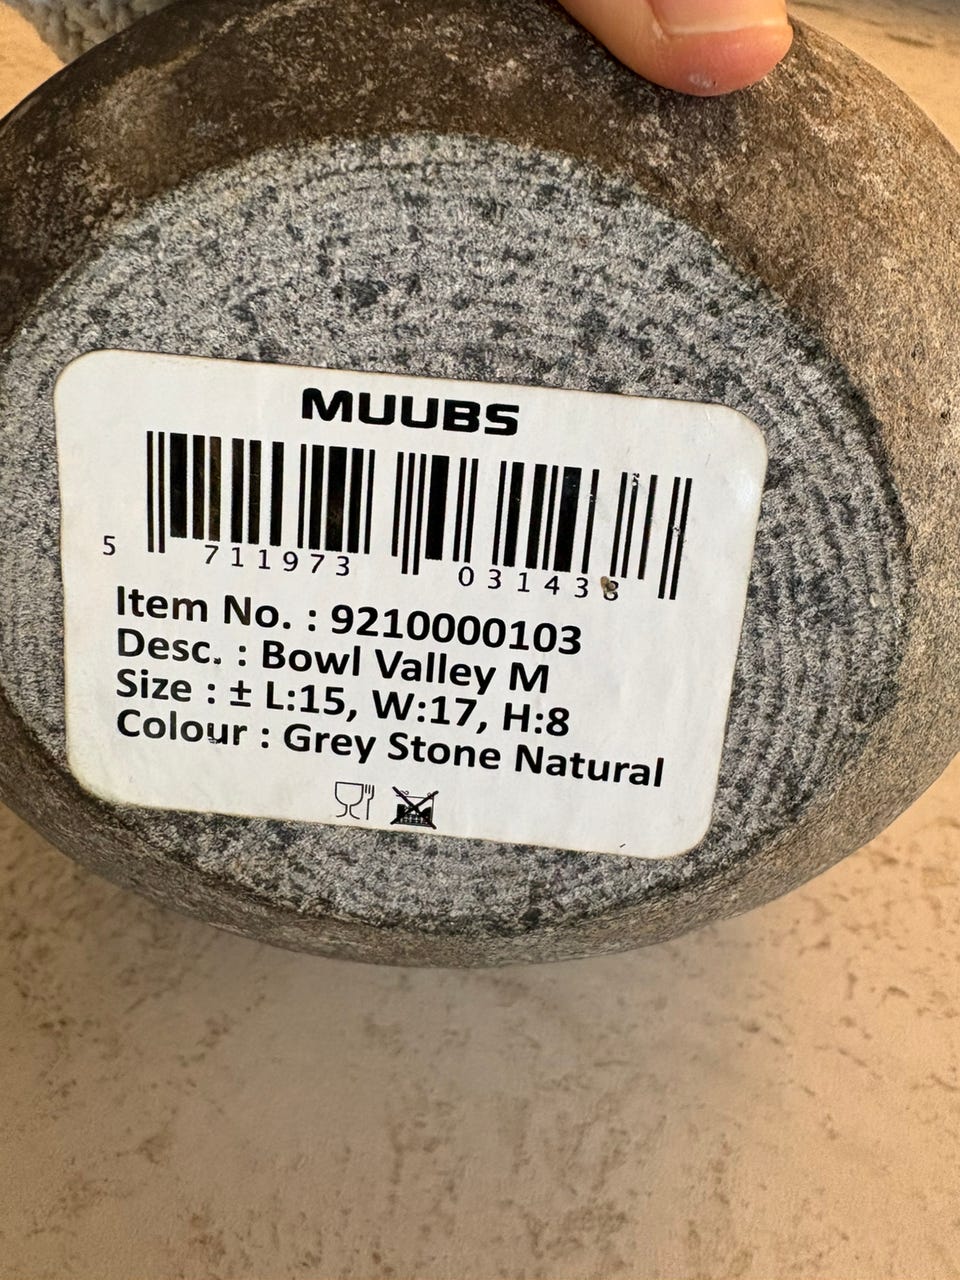 MUUBS
5 711973 031438
Item No. : 9210000103
Desc. : Bowl Valley M
Size : ± L:15, W:17, H:8
Colour : Grey Stone Natural